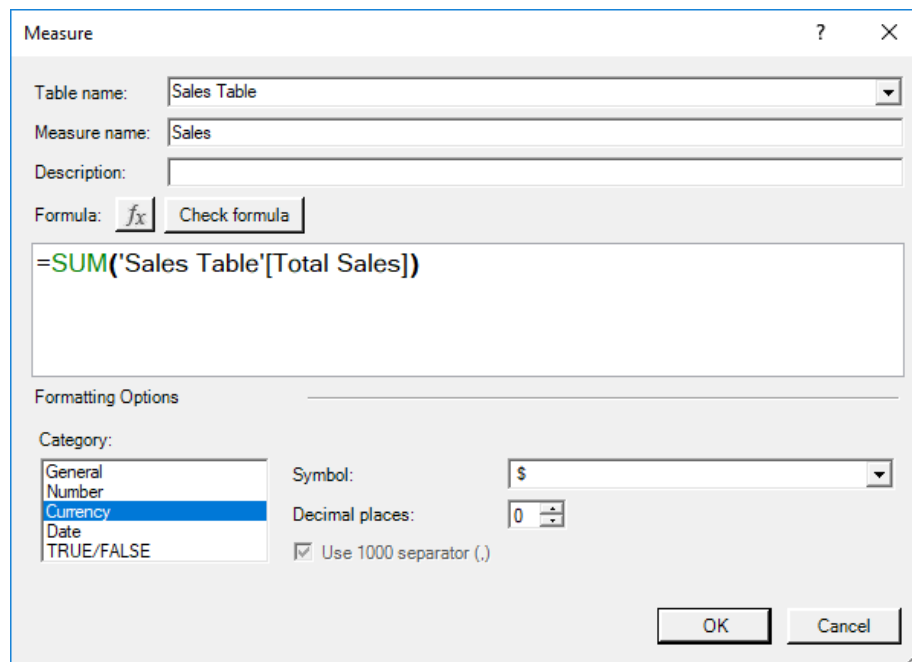 Measure ? ×
Table name: Sales Table
Measure name: Sales
Description:
Formula: fx Check formula
=SUM('Sales Table'[Total Sales])
Formatting Options
Category:
General
Number
Currency
Date
TRUE/FALSE
Symbol: $
Decimal places: 0
Use 1000 separator (,)
OK Cancel